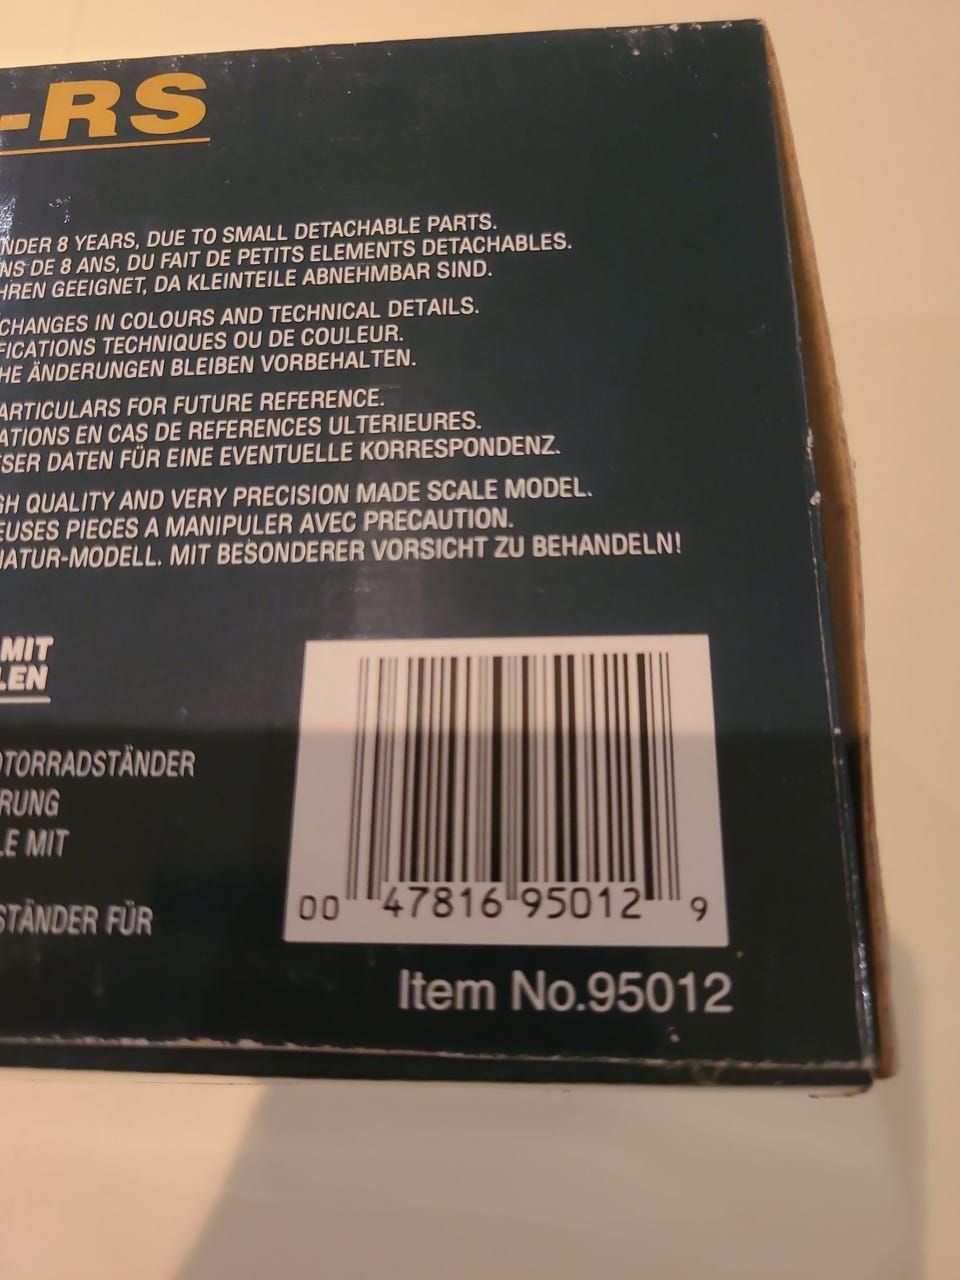 -RS
NDER 8 YEARS, DUE TO SMALL DETACHABLE PARTS.
NS DE 8 ANS, DU FAIT DE PETITS ELEMENTS DETACHABLES.
HREN GEEIGNET, DA KLEINTEILE ABNEHMBAR SIND.
CHANGES IN COLOURS AND TECHNICAL DETAILS.
FICATIONS TECHNIQUES OU DE COULEUR.
HE ÄNDERUNGEN BLEIBEN VORBEHALTEN.
ARTICULARS FOR FUTURE REFERENCE.
ATIONS EN CAS DE REFERENCES ULTERIEURES.
SER DATEN FÜR EINE EVENTUELLE KORRESPONDENZ.
GH QUALITY AND VERY PRECISION MADE SCALE MODEL.
EUSES PIECES A MANIPULER AVEC PRECAUTION.
IATUR-MODELL. MIT BESONDERER VORSICHT ZU BEHANDELN!
MIT
LEN
OTORRADSTÄNDER
RUNG
LE MIT
STÄNDER FÜR
00 47816 95012 9
Item No.95012